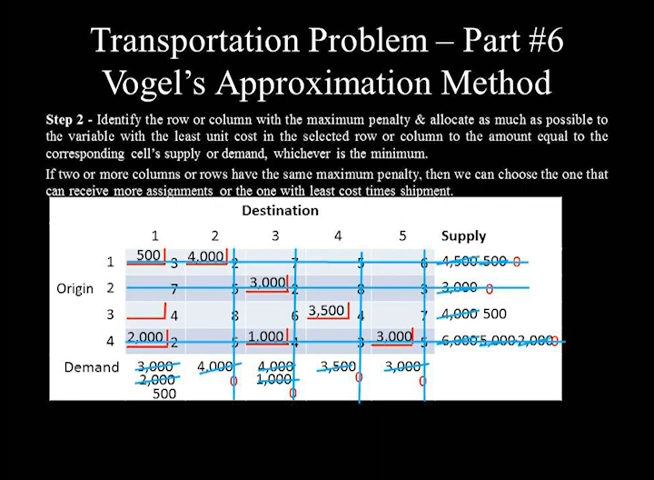 Transportation Problem – Part #6
Vogel's Approximation Method
Step 2 - Identify the row or column with the maximum penalty & allocate as much as possible to
the variable with the least unit cost in the selected row or column to the amount equal to the
corresponding cell's supply or demand, whichever is the minimum.
If two or more columns or rows have the same maximum penalty, then we can choose the one that
can receive more assignments or the one with least cost times shipment.
Destination
1 2 3 4 5 Supply
1 500 3 4,000 2 7 5 6 4,500 500 0
Origin 2 7 5 3,000 2 8 3 3,000 0
3 4 8 6 3,500 4 7 4,000 500
4 2,000 2 5 1,000 4 3 3,000 5 6,000 5,000 2,000 0
Demand 3,000 4,000 4,000 3,500 3,000
2,000 0 1,000 0 0
500 0